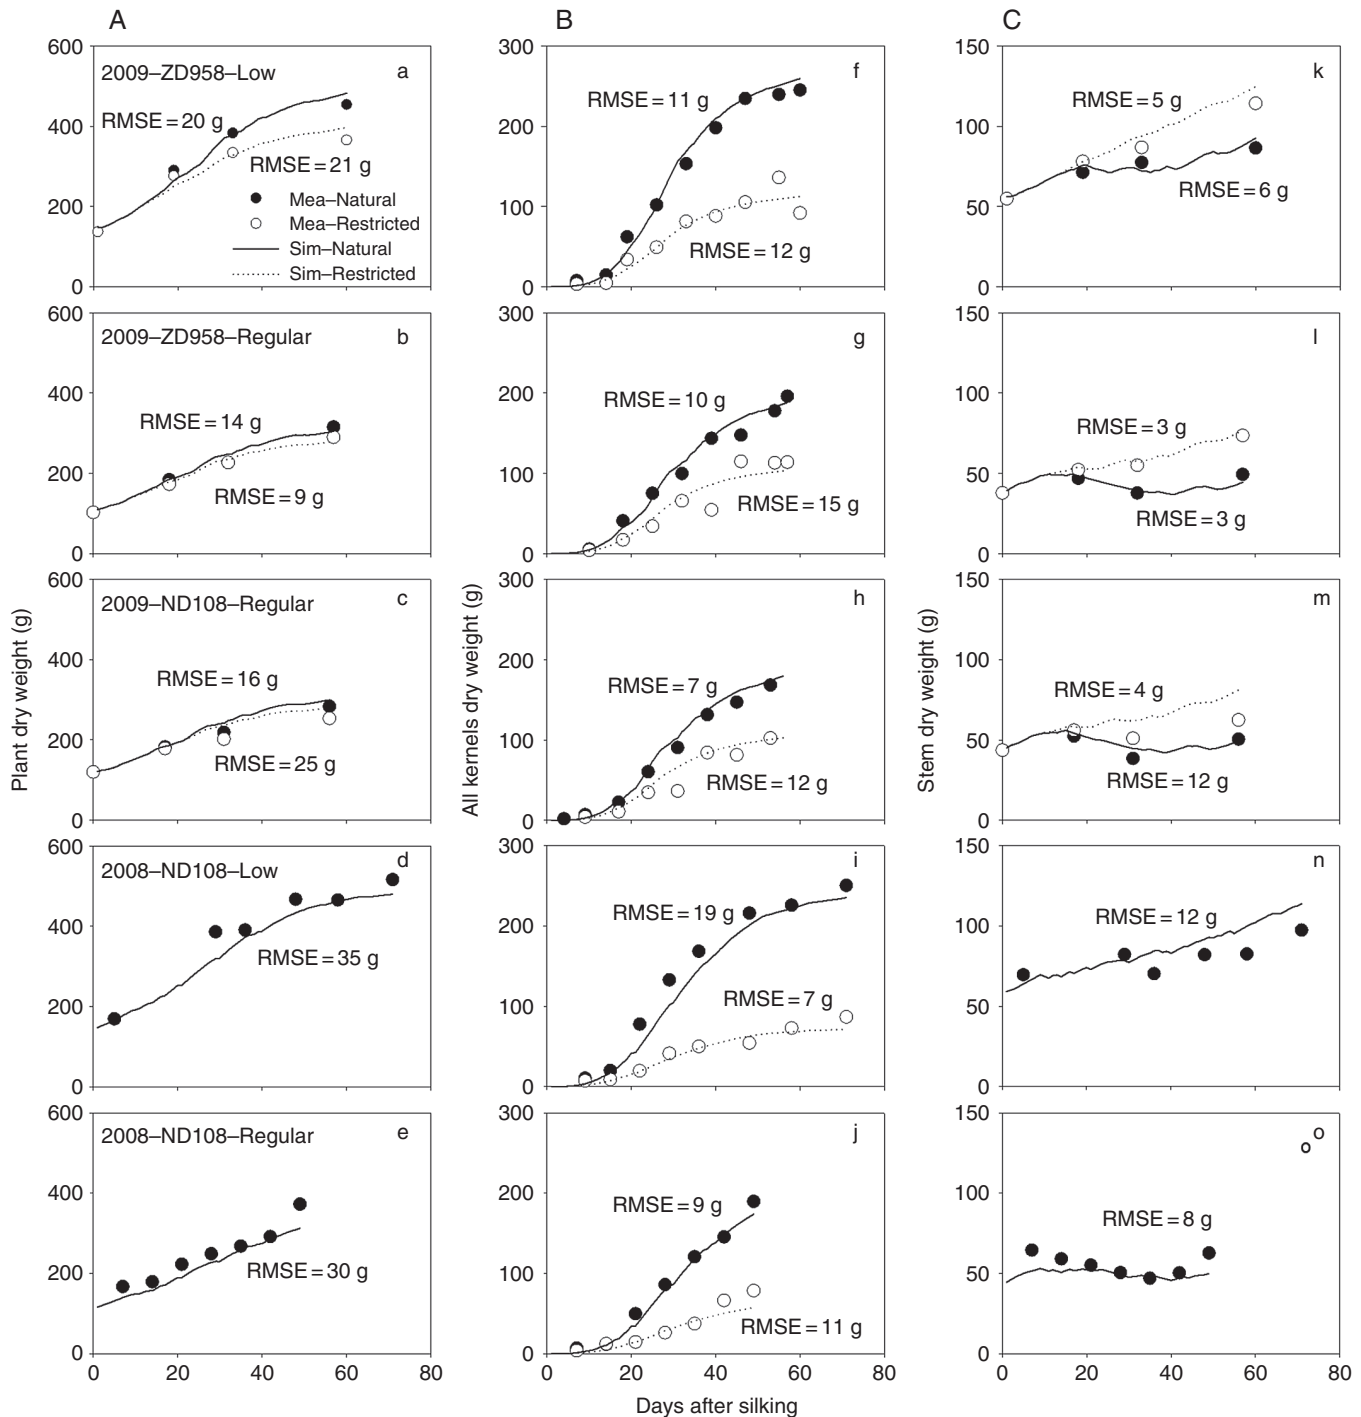 A
B
C
600
400
200
0
2009–ZD958–Low
a
RMSE = 20 g
RMSE = 21 g
Mea–Natural
Mea–Restricted
Sim–Natural
Sim–Restricted
300
200
100
0
f
RMSE = 11 g
RMSE = 12 g
150
100
50
0
k
RMSE = 5 g
RMSE = 6 g
600
400
200
0
2009–ZD958–Regular
b
RMSE = 14 g
RMSE = 9 g
300
200
100
0
g
RMSE = 10 g
RMSE = 15 g
150
100
50
0
l
RMSE = 3 g
RMSE = 3 g
Plant dry weight (g)
600
400
200
0
2009–ND108–Regular
c
RMSE = 16 g
RMSE = 25 g
All kernels dry weight (g)
300
200
100
0
h
RMSE = 7 g
RMSE = 12 g
Stem dry weight (g)
150
100
50
0
m
RMSE = 4 g
RMSE = 12 g
600
400
200
0
2008–ND108–Low
d
RMSE = 35 g
300
200
100
0
i
RMSE = 19 g
RMSE = 7 g
150
100
50
0
n
RMSE = 12 g
600
400
200
0
2008–ND108–Regular
e
RMSE = 30 g
300
200
100
0
j
RMSE = 9 g
RMSE = 11 g
150
100
50
0
o
o
RMSE = 8 g
0 20 40 60 80
0 20 40 60 80
0 20 40 60 80
Days after silking